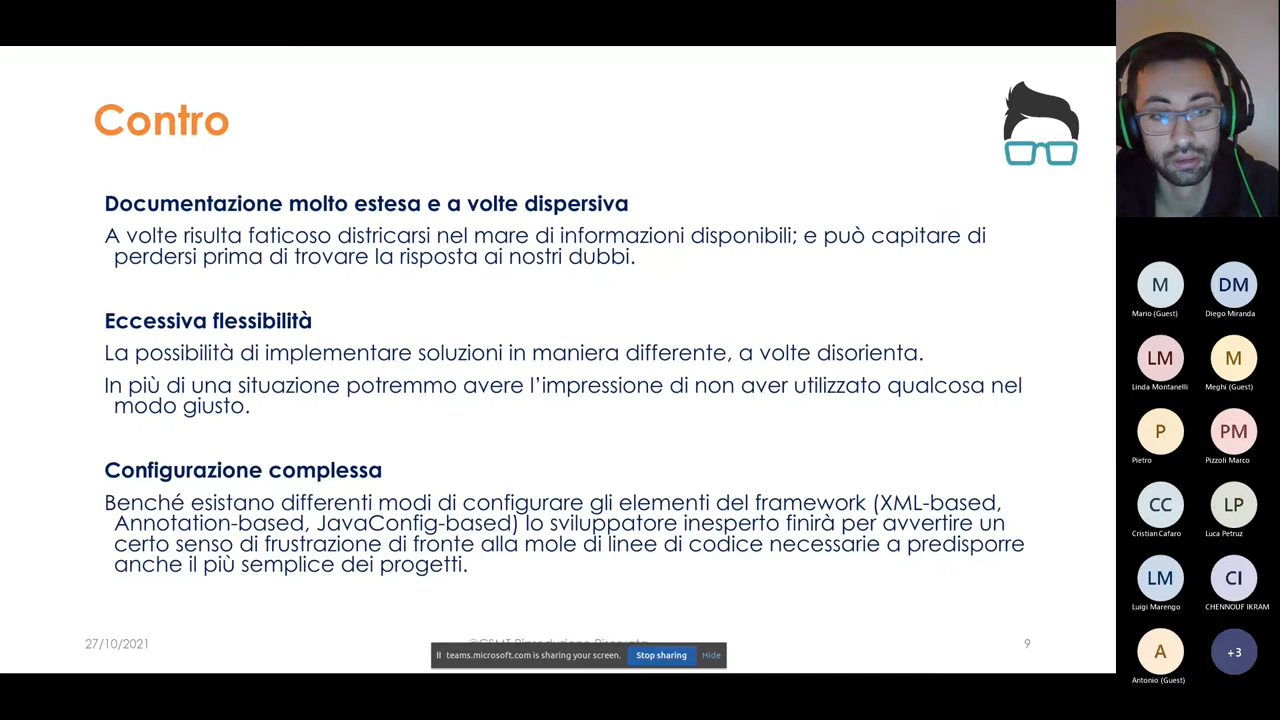 Contro
Documentazione molto estesa e a volte dispersiva
A volte risulta faticoso districarsi nel mare di informazioni disponibili; e può capitare di
perdersi prima di trovare la risposta ai nostri dubbi.
Eccessiva flessibilità
La possibilità di implementare soluzioni in maniera differente, a volte disorienta.
In più di una situazione potremmo avere l’impressione di non aver utilizzato qualcosa nel
modo giusto.
Configurazione complessa
Benché esistano differenti modi di configurare gli elementi del framework (XML-based,
Annotation-based, JavaConfig-based) lo sviluppatore inesperto finirà per avvertire un
certo senso di frustrazione di fronte alla mole di linee di codice necessarie a predisporre
anche il più semplice dei progetti.
27/10/2021
9
teams.microsoft.com is sharing your screen. Stop sharing Hide
M DM
Mario (Guest) Diego Miranda
LM M
Linda Montanelli Meghi (Guest)
P PM
Pietro Pizzoli Marco
CC LP
Cristian Cafaro Luca Petruz
LM CI
Luigi Marengo CHENNOUF IKRAM
A +3
Antonio (Guest)